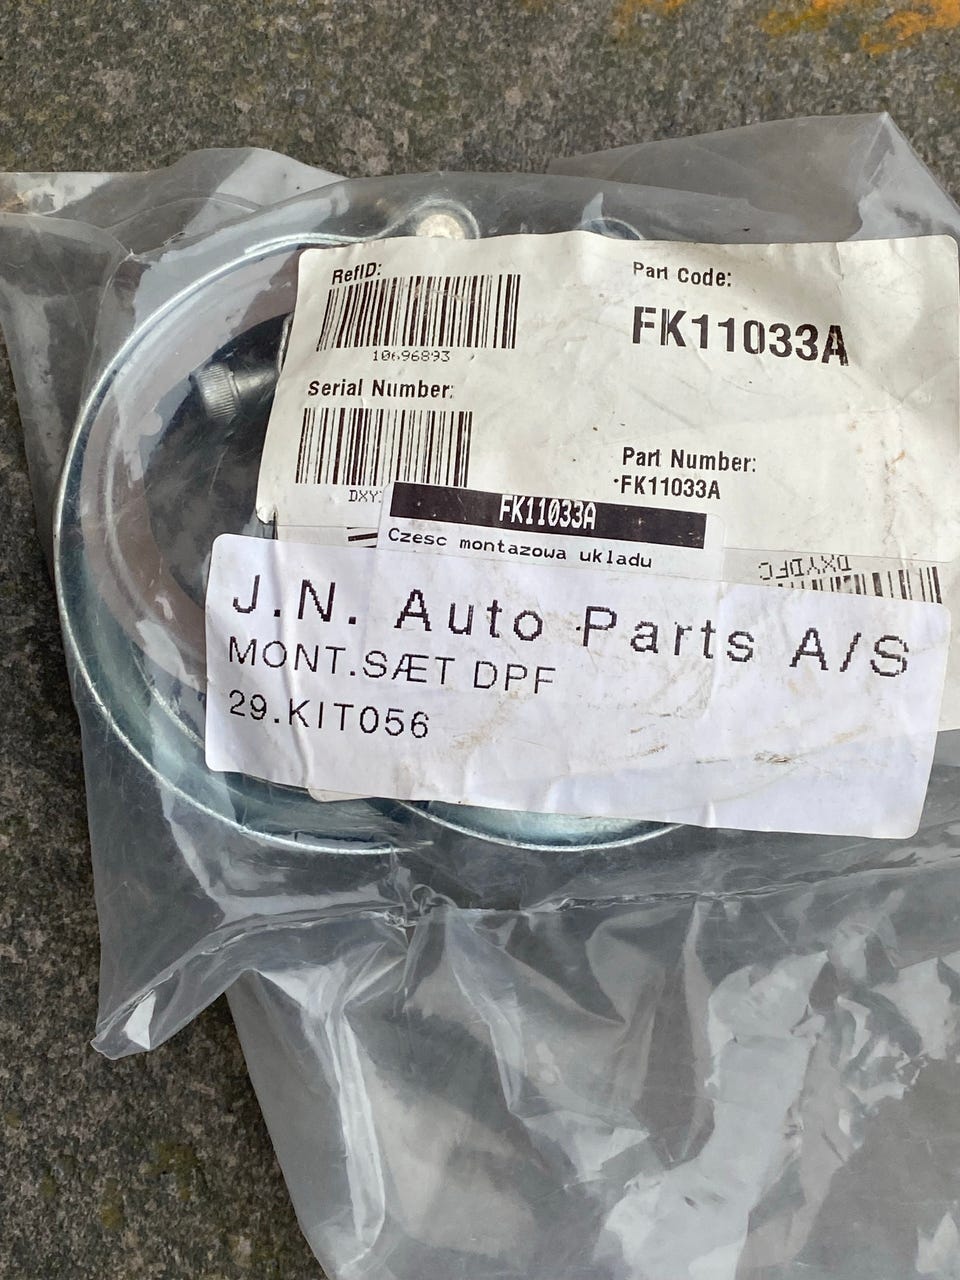 RefID:
10696893
Part Code:
FK11033A
Serial Number:
Part Number:
FK11033A
FK11033A
Czesc montazowa ukladu
DXYDFC
J.N. Auto Parts A/S
MONT.SÆT DPF
29.KIT056